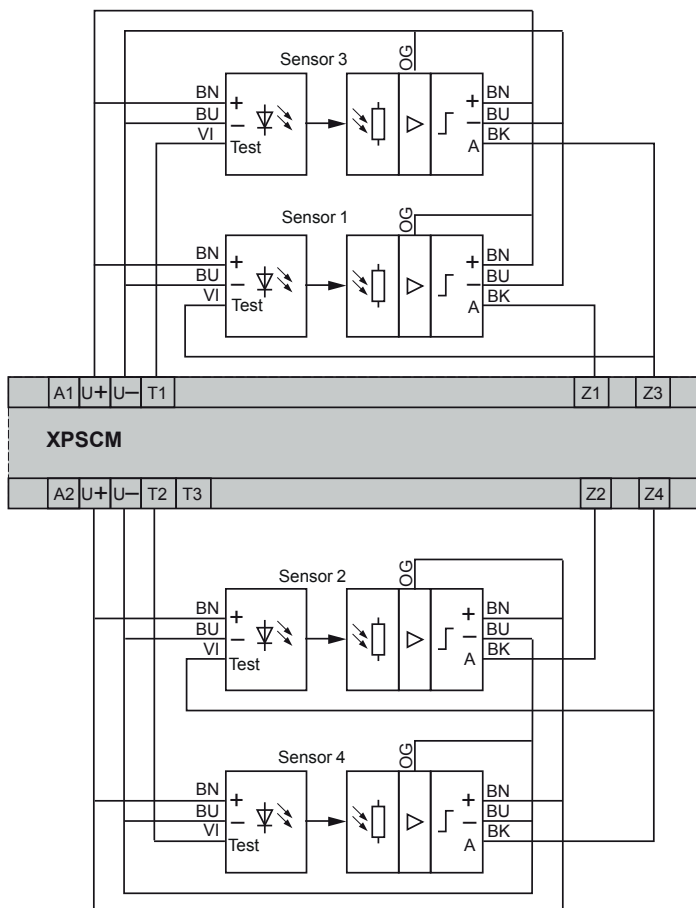 Sensor 3
OG
BN + + BN
BU − − BU
VI Test A BK
Sensor 1
OG
BN + + BN
BU − − BU
VI Test A BK
A1 U+ U− T1 Z1 Z3
XPSCM
A2 U+ U− T2 T3 Z2 Z4
Sensor 2
OG
BN + + BN
BU − − BU
VI Test A BK
Sensor 4
OG
BN + + BN
BU − − BU
VI Test A BK